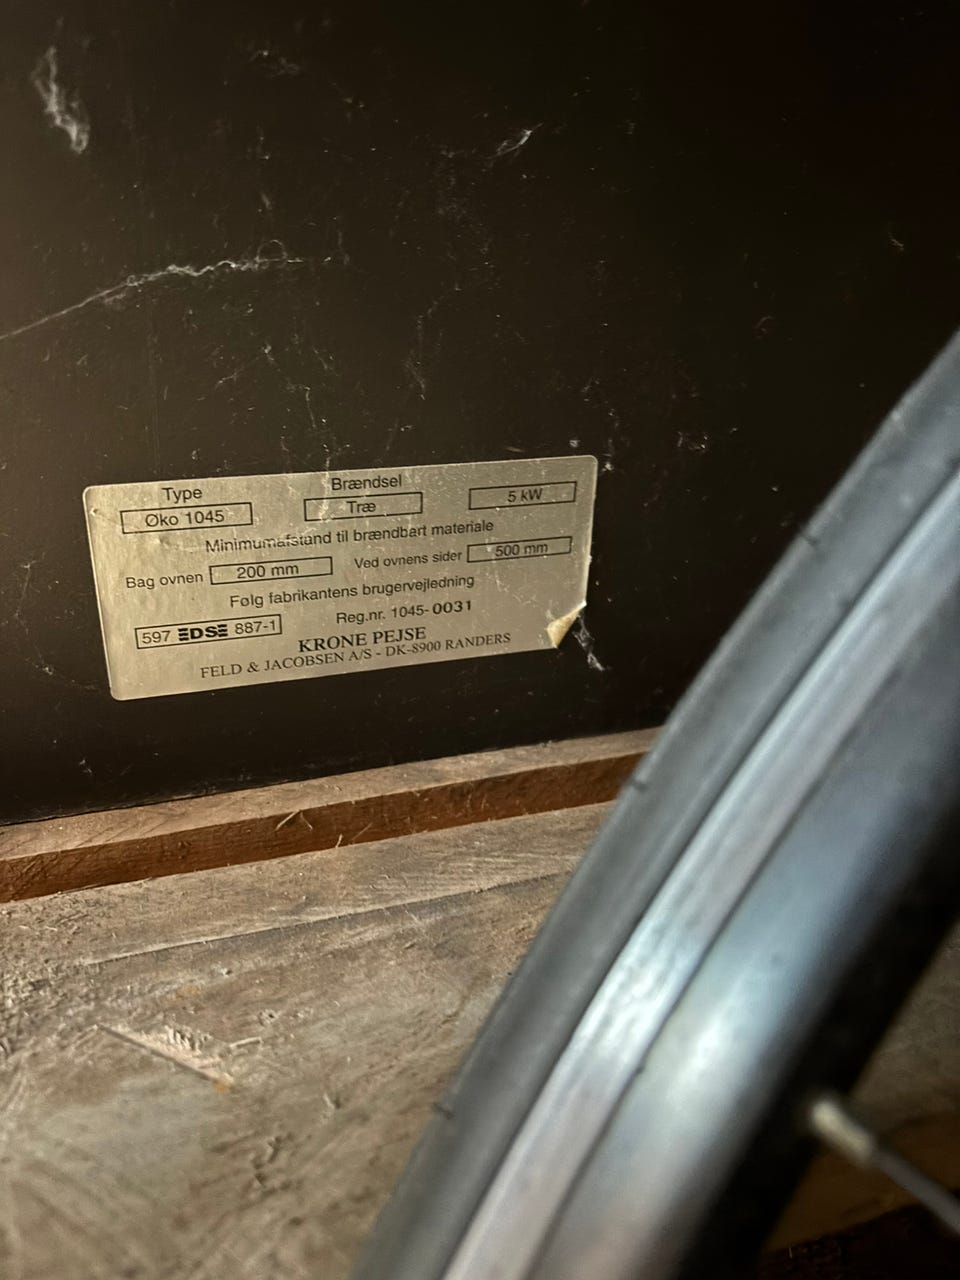 Type Brændsel
Øko 1045 Træ 5 kW
Minimumafstand til brændbart materiale
Bag ovnen 200 mm Ved ovnens sider 500 mm
Følg fabrikantens brugervejledning
597 EDSE 887-1 Reg.nr. 1045-0031
KRONE PEJSE
FELD & JACOBSEN A/S - DK-8900 RANDERS